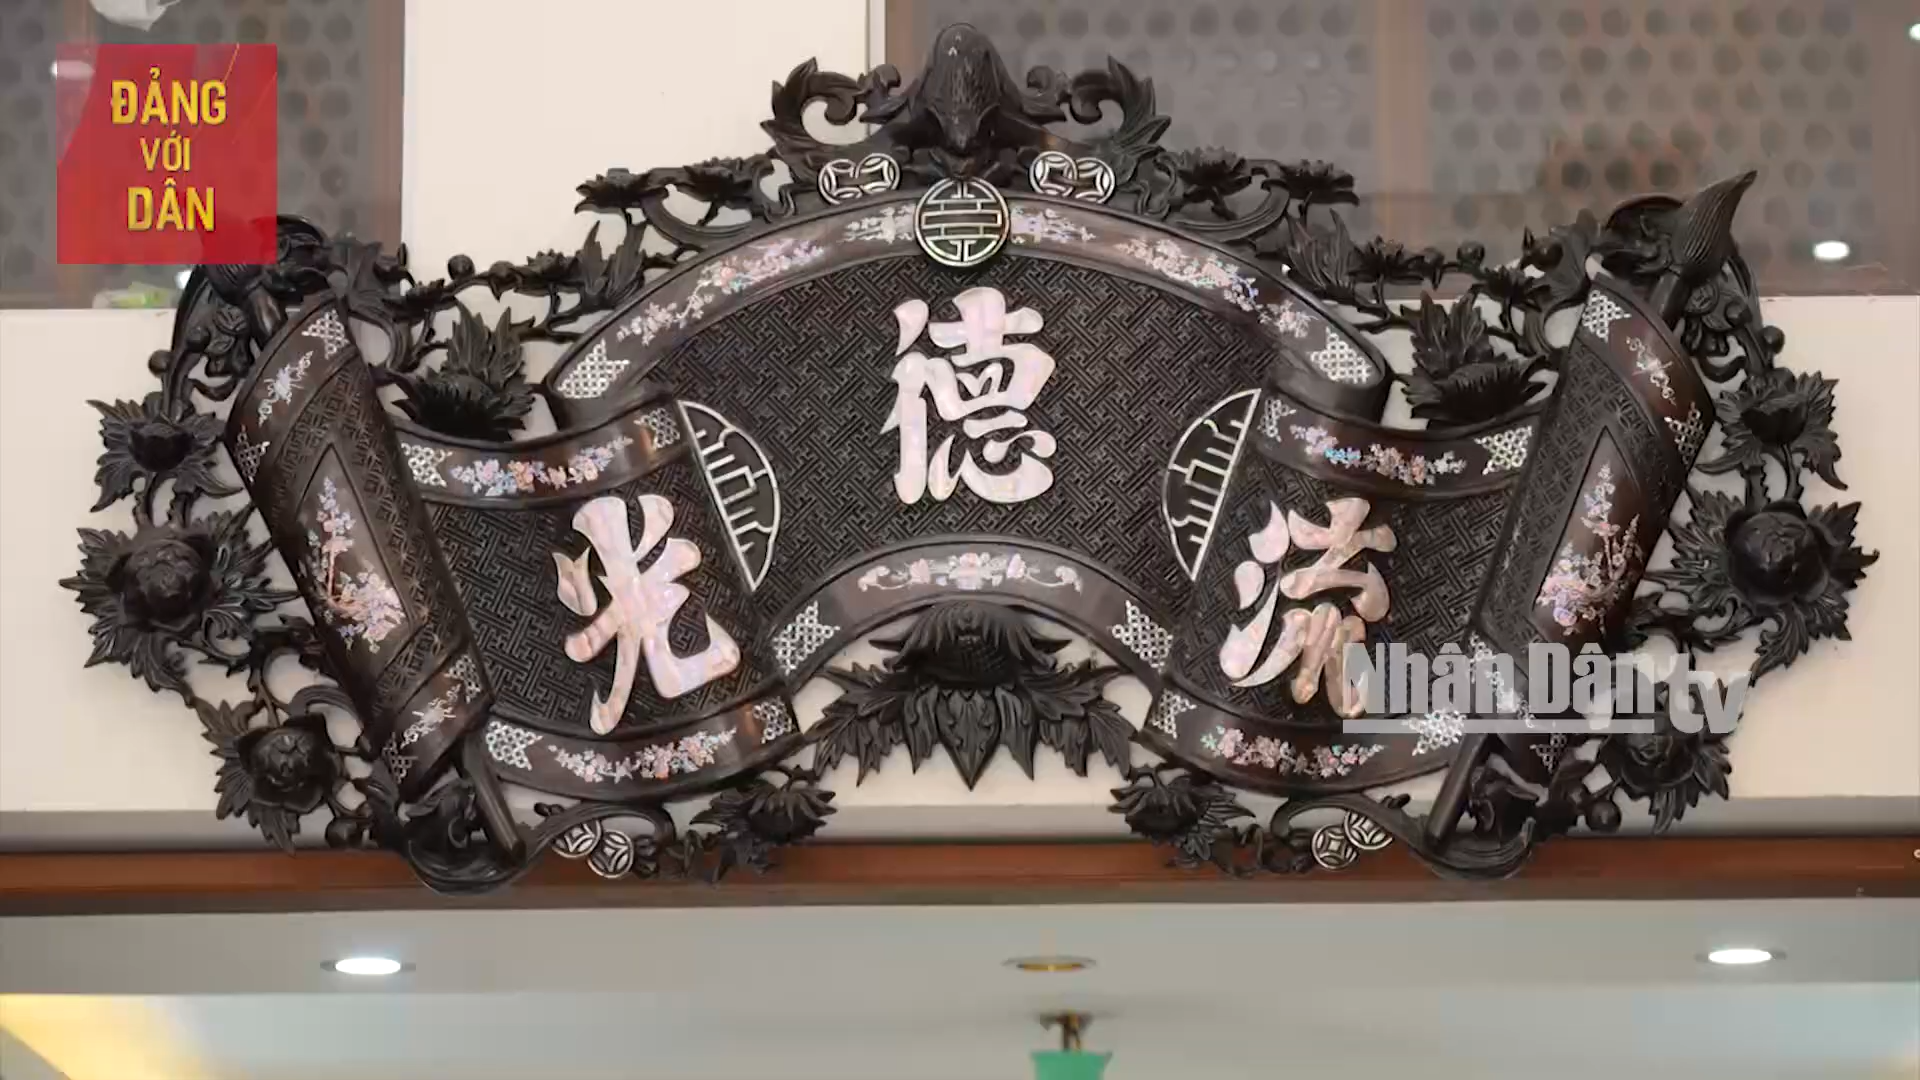 ĐẢNG
VỚI
DÂN
光德流
Nhân Dân tv